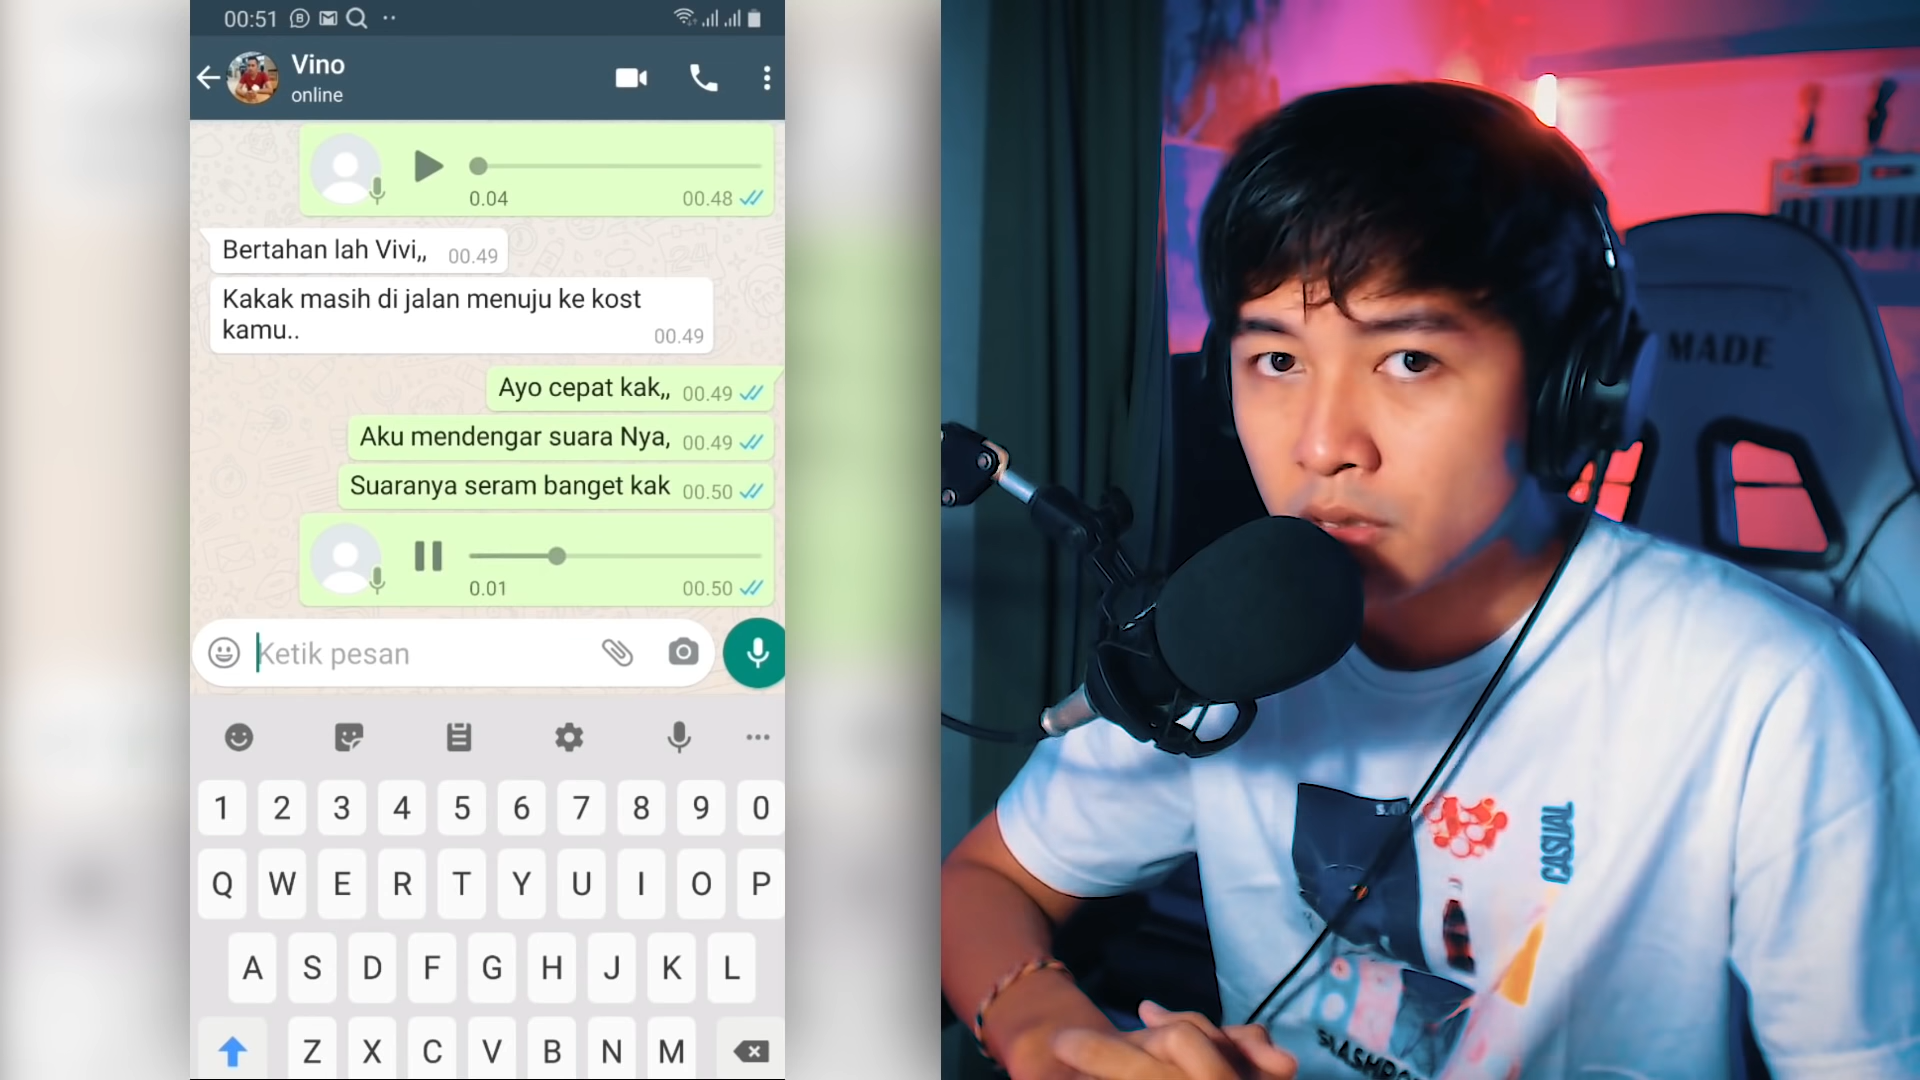 00:51
Vino
online
0.04 00.48
Bertahan lah Vivi,, 00.49
Kakak masih di jalan menuju ke kost
kamu.. 00.49
Ayo cepat kak,, 00.49
Aku mendengar suara Nya, 00.49
Suaranya seram banget kak 00.50
0.01 00.50
Ketik pesan
1 2 3 4 5 6 7 8 9 0
Q W E R T Y U I O P
A S D F G H J K L
Z X C V B N M
MADE
CASUAL